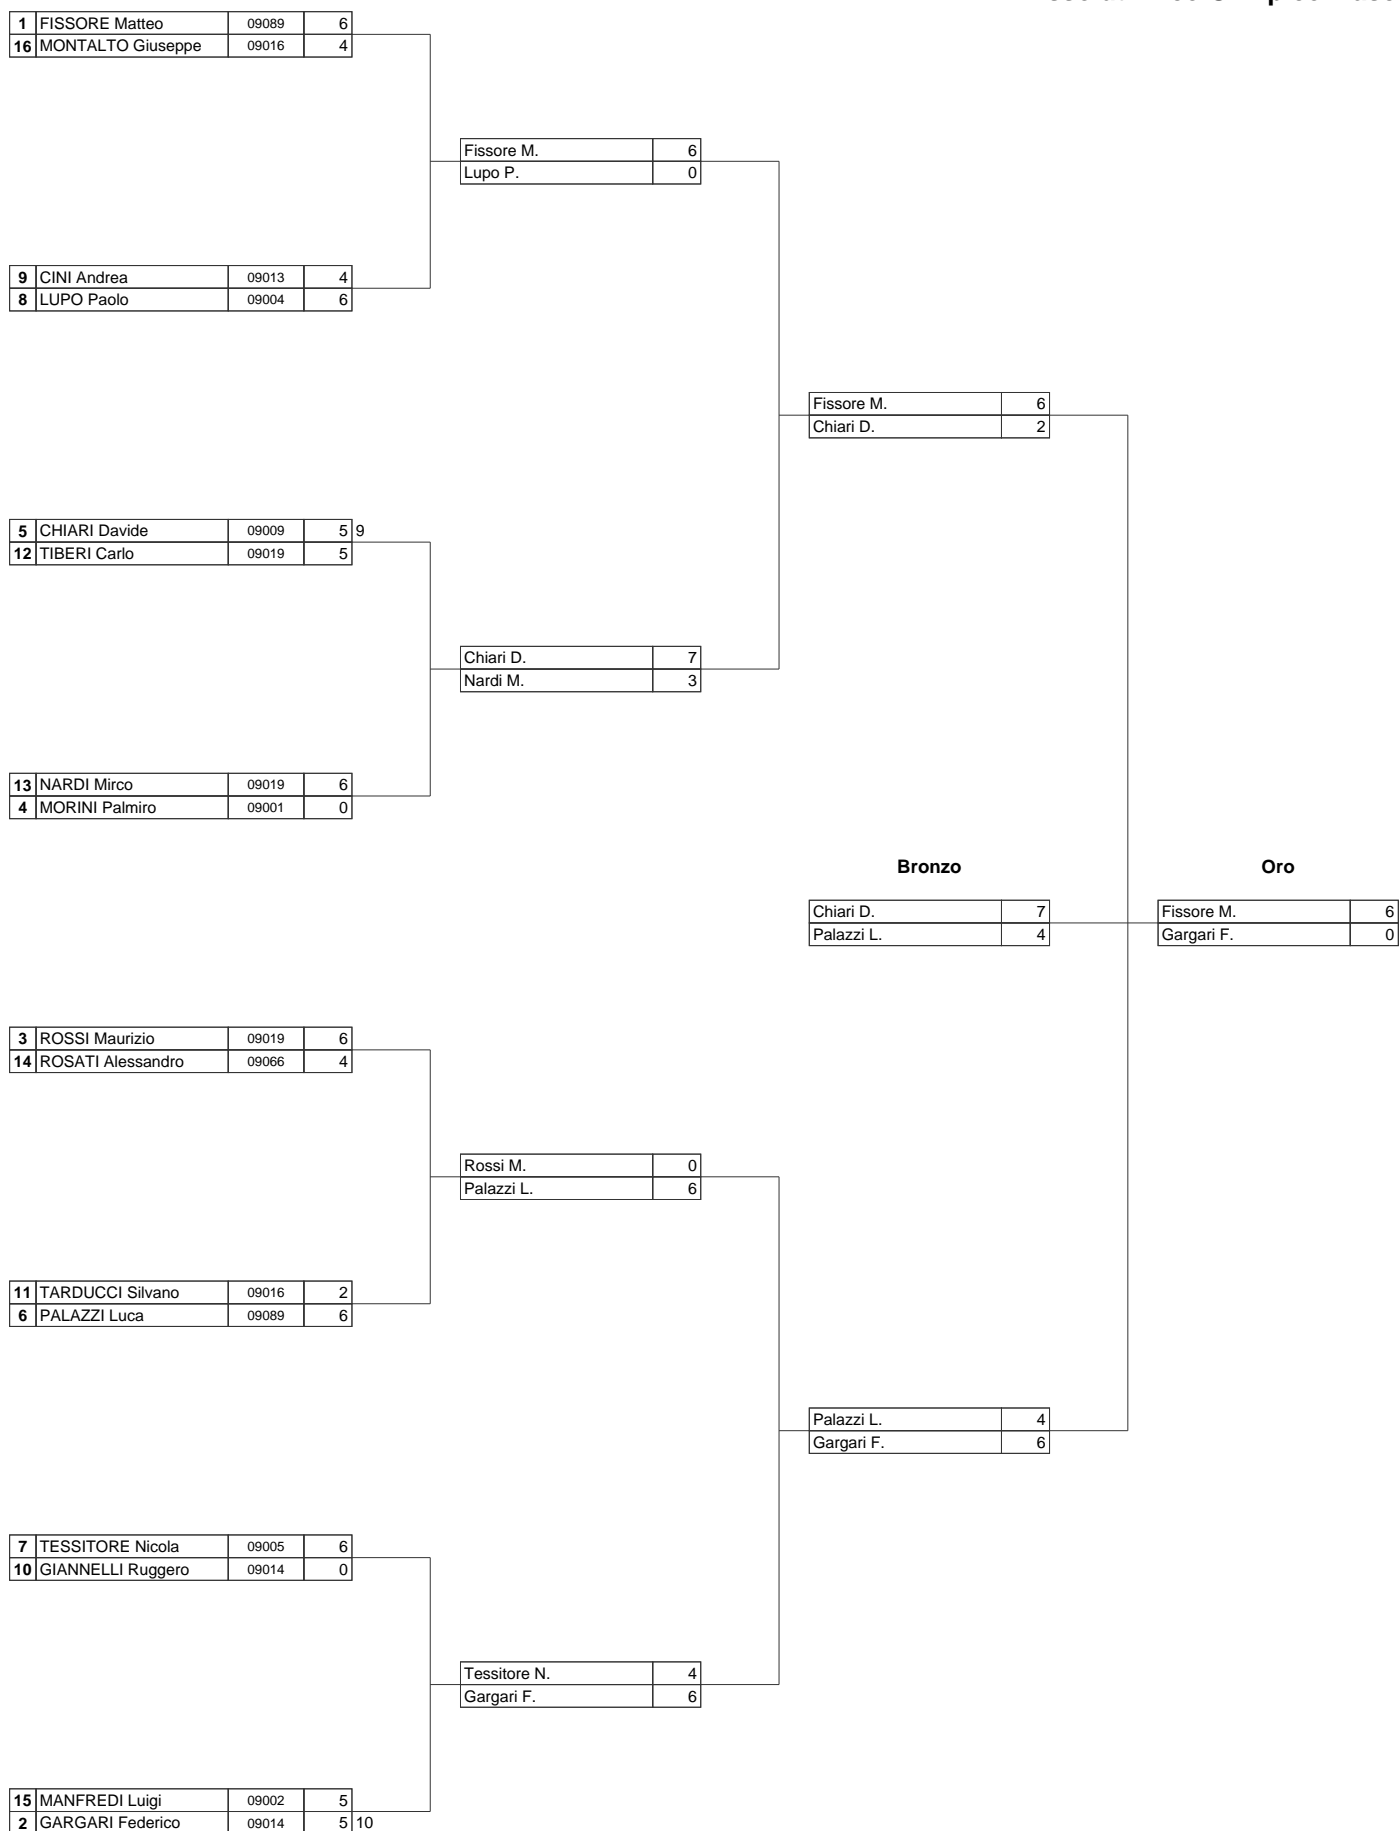 1 FISSORE Matteo 09089 6
16 MONTALTO Giuseppe 09016 4
Fissore M. 6
Lupo P. 0
9 CINI Andrea 09013 4
8 LUPO Paolo 09004 6
Fissore M. 6
Chiari D. 2
5 CHIARI Davide 09009 5 9
12 TIBERI Carlo 09019 5
Chiari D. 7
Nardi M. 3
13 NARDI Mirco 09019 6
4 MORINI Palmiro 09001 0
Bronzo Oro
Chiari D. 7 Fissore M. 6
Palazzi L. 4 Gargari F. 0
3 ROSSI Maurizio 09019 6
14 ROSATI Alessandro 09066 4
Rossi M. 0
Palazzi L. 6
11 TARDUCCI Silvano 09016 2
6 PALAZZI Luca 09089 6
Palazzi L. 4
Gargari F. 6
7 TESSITORE Nicola 09005 6
10 GIANNELLI Ruggero 09014 0
Tessitore N. 4
Gargari F. 6
15 MANFREDI Luigi 09002 5
2 GARGARI Federico 09014 5 10